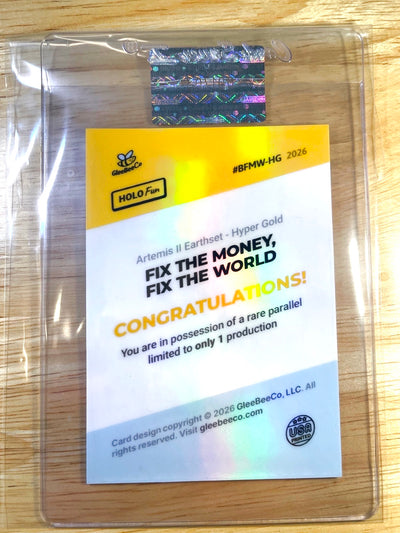 GleeBeeCo
#BFMW-HG 2026
HOLO Fun
Artemis II Earthset - Hyper Gold
FIX THE MONEY,
FIX THE WORLD
CONGRATULATIONS!
You are in possession of a rare parallel
limited to only 1 production
Card design copyright © 2026 GleeBeeCo, LLC. All
rights reserved. Visit gleebeeco.com
USA
PRINTED